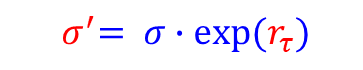 σ′ = σ · exp(r_τ)